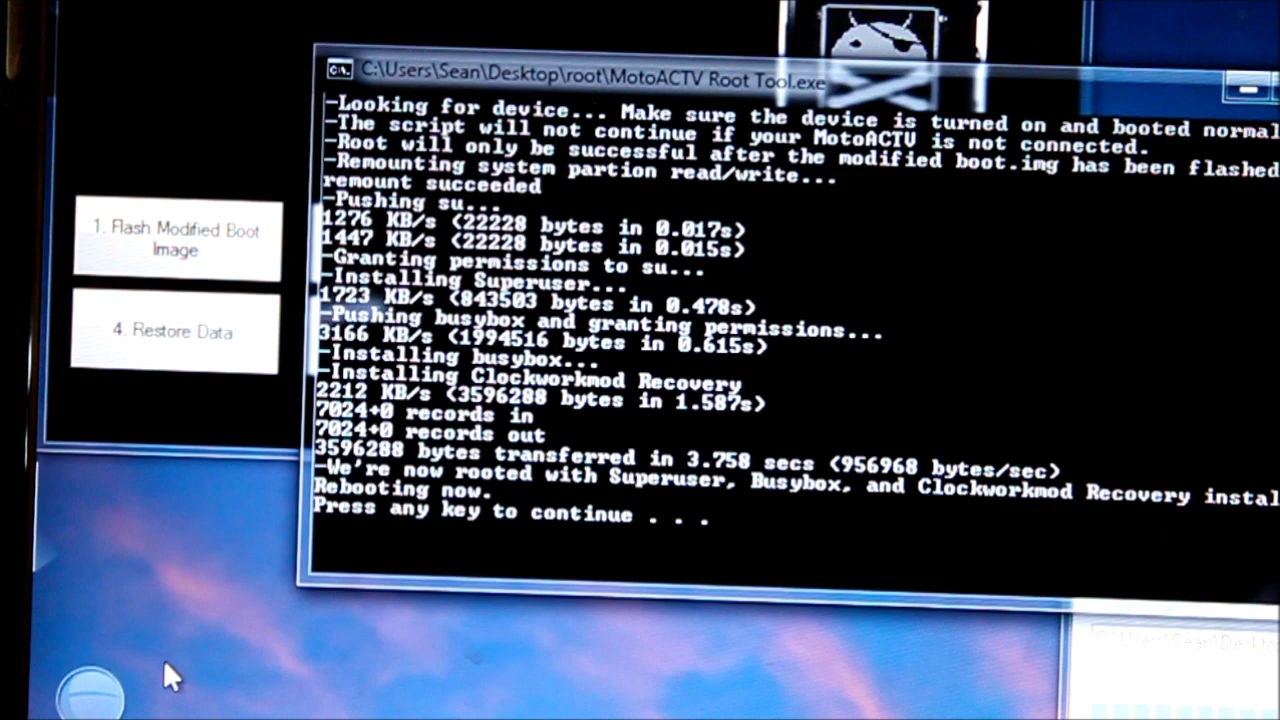 C:\Users\Sean\Desktop\root\MotoACTV Root Tool.exe
-Looking for device... Make sure the device is turned on and booted normal
-The script will not continue if your MotoACTV is not connected.
-Root will only be successful after the modified boot.img has been flashed
-Remounting system partion read/write...
remount succeeded
-Pushing su...
1276 KB/s (22228 bytes in 0.017s)
1447 KB/s (22228 bytes in 0.015s)
-Granting permissions to su...
-Installing Superuser...
1723 KB/s (843503 bytes in 0.478s)
-Pushing busybox and granting permissions...
3166 KB/s (1994516 bytes in 0.615s)
-Installing busybox...
-Installing Clockworkmod Recovery
2212 KB/s (3596288 bytes in 1.587s)
7024+0 records in
7024+0 records out
3596288 bytes transferred in 3.758 secs (956968 bytes/sec)
-We're now rooted with Superuser, Busybox, and Clockworkmod Recovery instal
Rebooting now.
Press any key to continue . . .
1. Flash Modified Boot
Image
4. Restore Data
C:\Users\Sean\Deskto